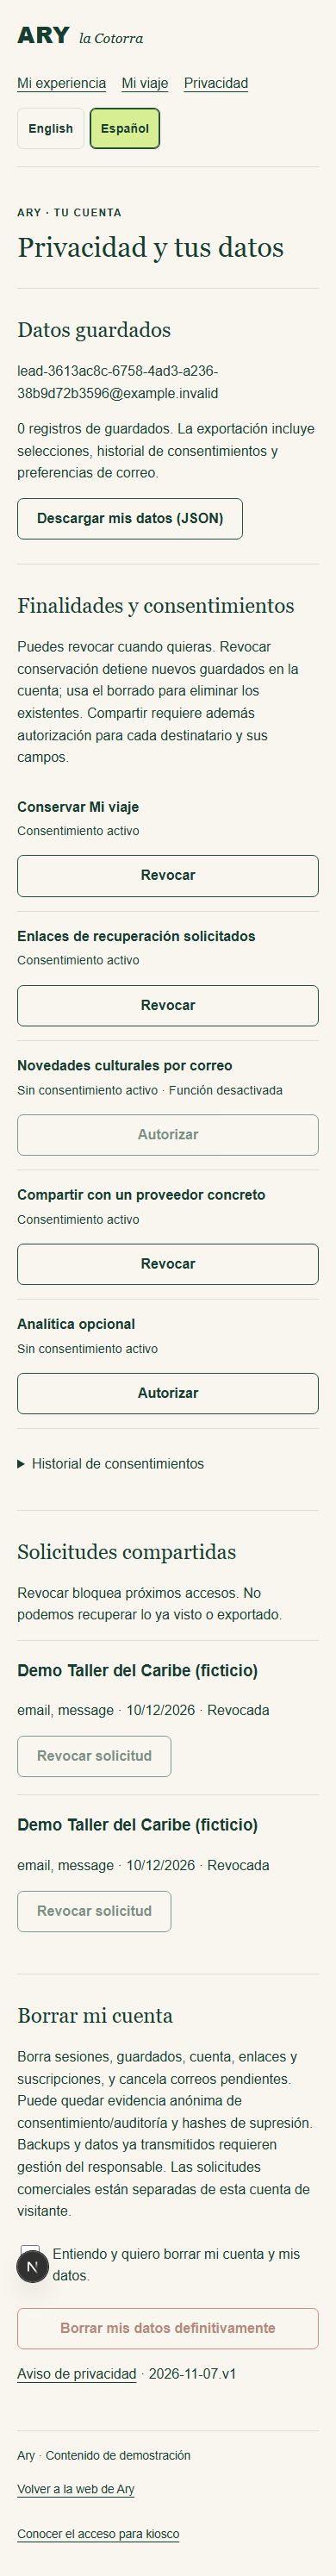 ARY la Cotorra
Mi experiencia Mi viaje Privacidad
English Español
ARY · TU CUENTA
Privacidad y tus datos
Datos guardados
lead-3613ac8c-6758-4ad3-a236-
38b9d72b3596@example.invalid
0 registros de guardados. La exportación incluye
selecciones, historial de consentimientos y
preferencias de correo.
Descargar mis datos (JSON)
Finalidades y consentimientos
Puedes revocar cuando quieras. Revocar
conservación detiene nuevos guardados en la
cuenta; usa el borrado para eliminar los
existentes. Compartir requiere además
autorización para cada destinatario y sus
campos.
Conservar Mi viaje
Consentimiento activo
Revocar
Enlaces de recuperación solicitados
Consentimiento activo
Revocar
Novedades culturales por correo
Sin consentimiento activo · Función desactivada
Autorizar
Compartir con un proveedor concreto
Consentimiento activo
Revocar
Analítica opcional
Sin consentimiento activo
Autorizar
Historial de consentimientos
Solicitudes compartidas
Revocar bloquea próximos accesos. No
podemos recuperar lo ya visto o exportado.
Demo Taller del Caribe (ficticio)
email, message · 10/12/2026 · Revocada
Revocar solicitud
Demo Taller del Caribe (ficticio)
email, message · 10/12/2026 · Revocada
Revocar solicitud
Borrar mi cuenta
Borra sesiones, guardados, cuenta, enlaces y
suscripciones, y cancela correos pendientes.
Puede quedar evidencia anónima de
consentimiento/auditoría y hashes de supresión.
Backups y datos ya transmitidos requieren
gestión del responsable. Las solicitudes
comerciales están separadas de esta cuenta de
visitante.
Entiendo y quiero borrar mi cuenta y mis
N datos.
Borrar mis datos definitivamente
Aviso de privacidad · 2026-11-07.v1
Ary · Contenido de demostración
Volver a la web de Ary
Conocer el acceso para kiosco